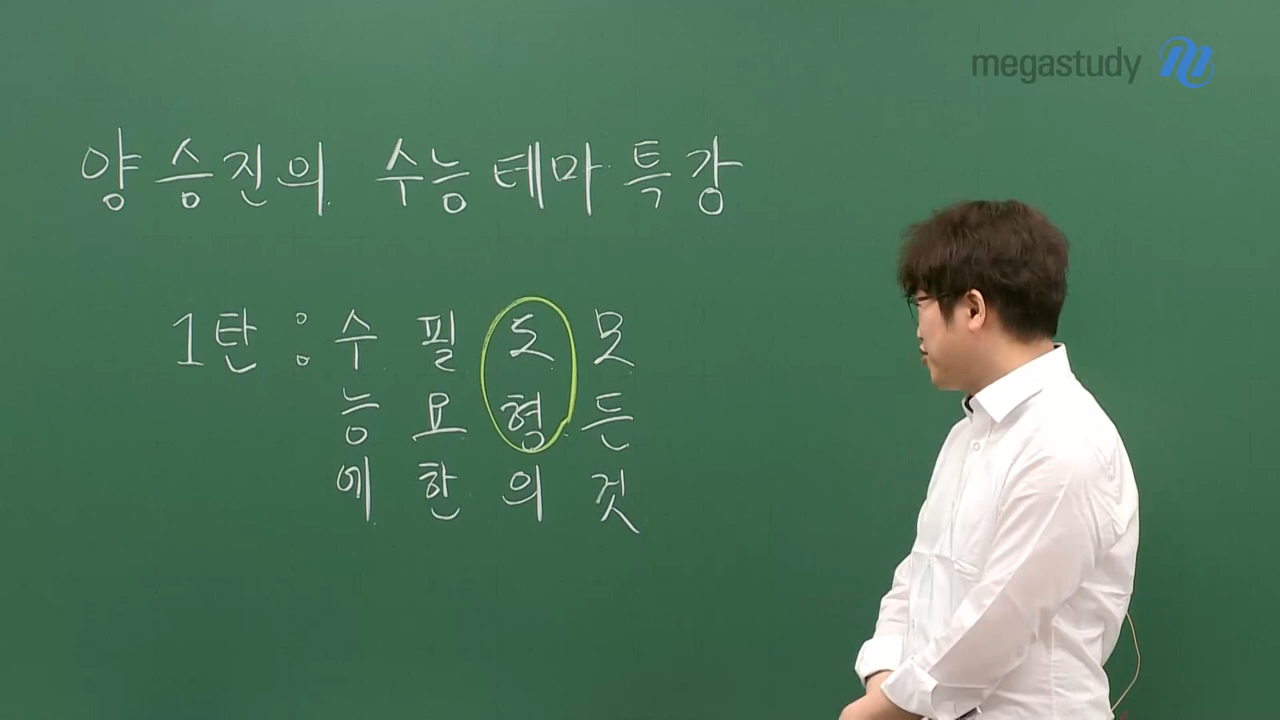 megastudy
양승진의 수능테마특강
1탄 :
수능에
필요한
도형의
모든것